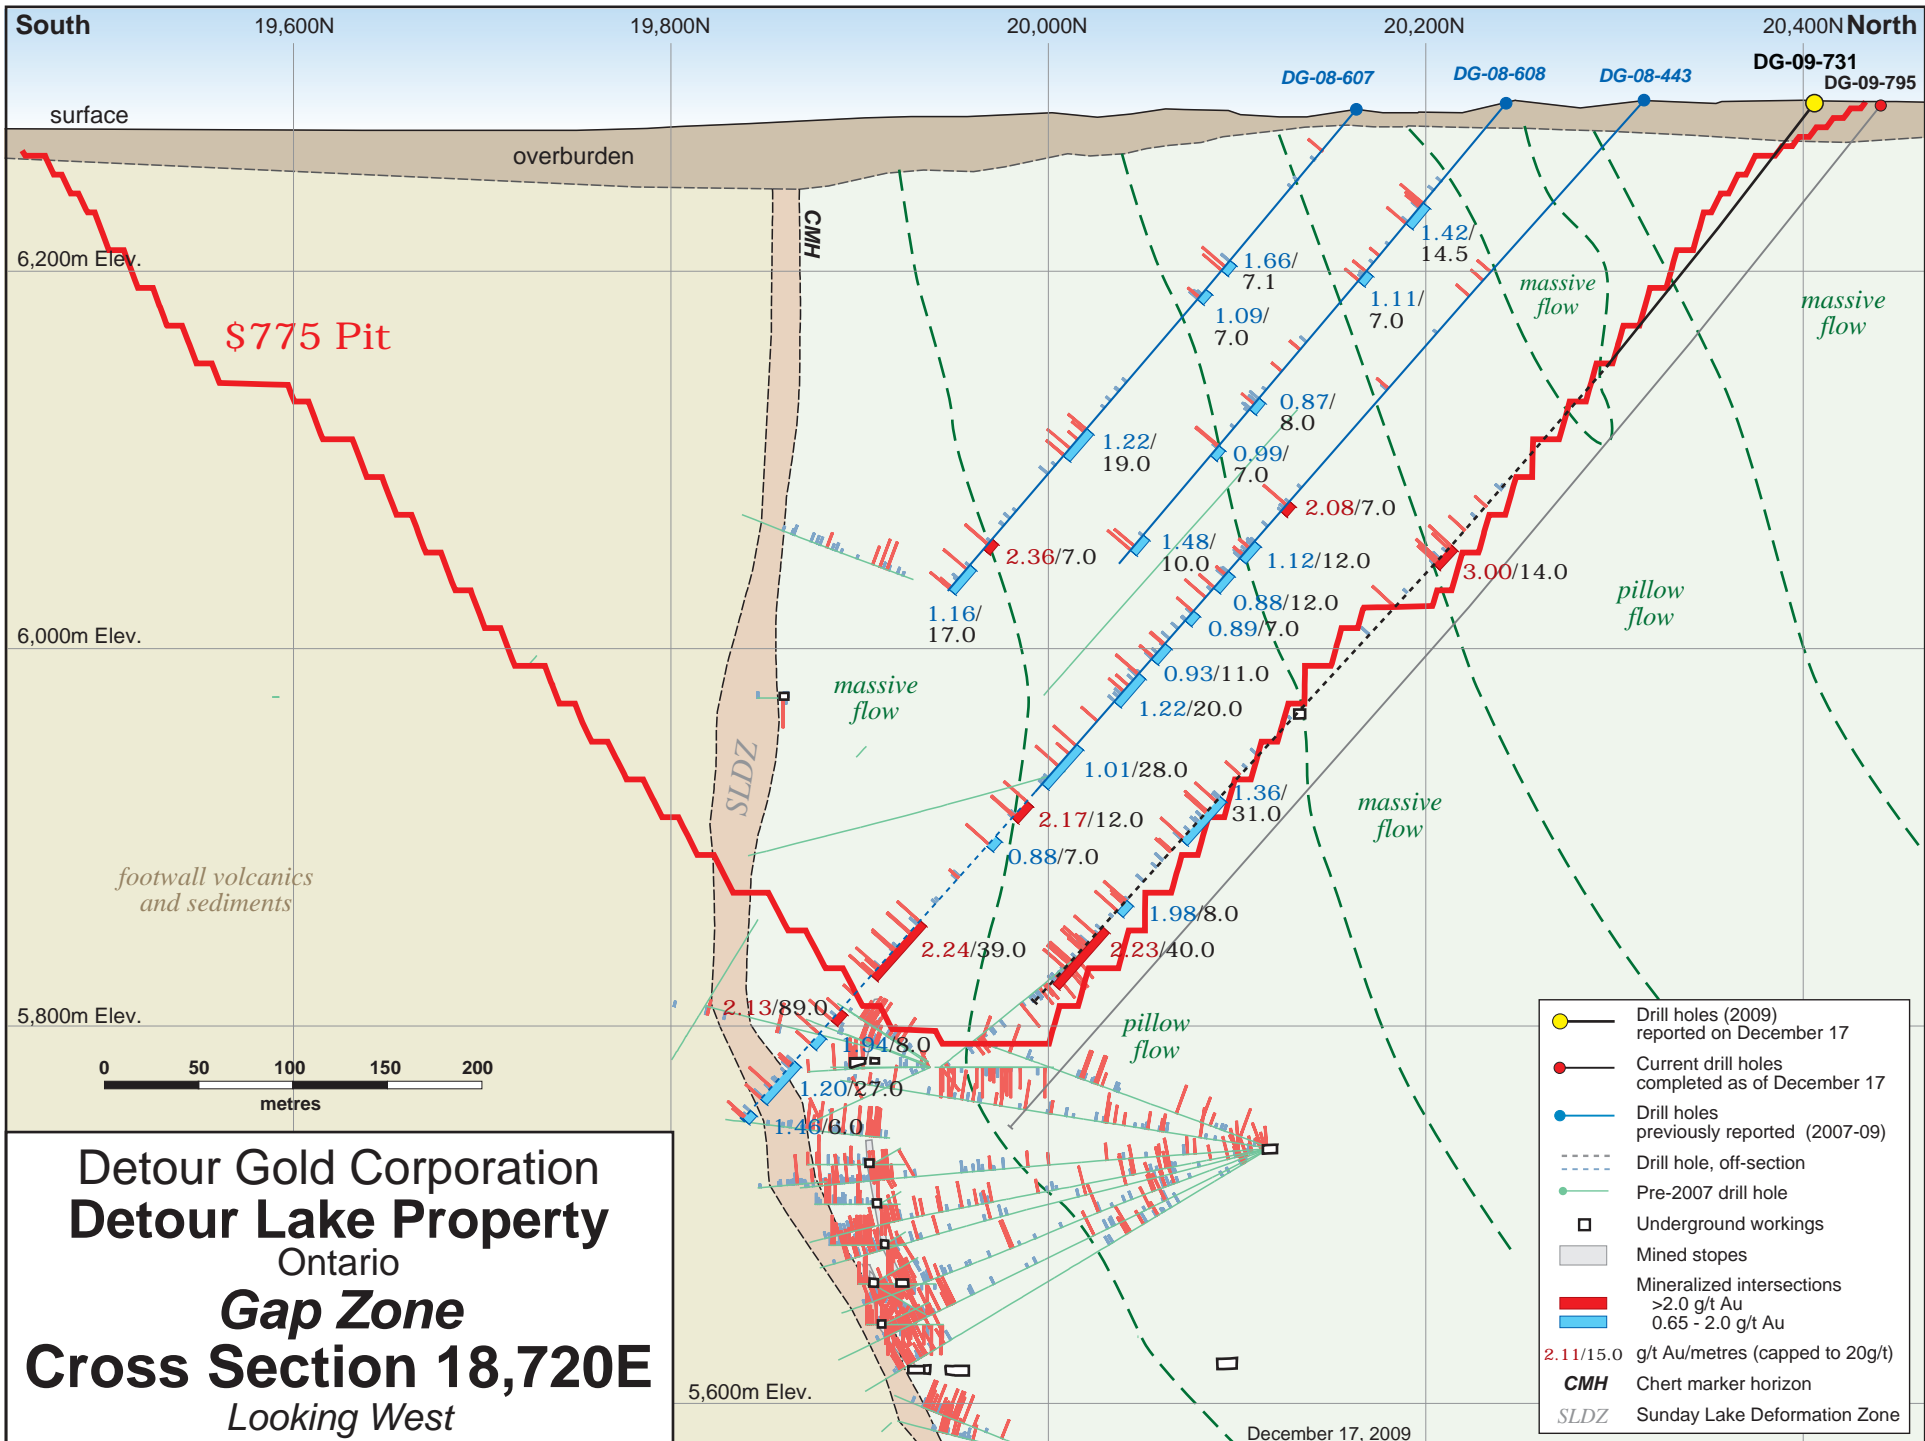 South
19,600N
19,800N
20,000N
20,200N
20,400N
North
DG-08-607
DG-08-608
DG-08-443
DG-09-731
DG-09-795
surface
overburden
CMH
6,200m Elev.
$775 Pit
1.66/
7.1
1.09/
7.0
1.42/
14.5
1.11/
7.0
massive
flow
massive
flow
0.87/
8.0
0.99/
7.0
1.22/
19.0
2.08/7.0
2.36/7.0
1.48/
10.0
1.12/12.0
3.00/14.0
1.16/
17.0
0.88/12.0
0.89/7.0
pillow
flow
6,000m Elev.
0.93/11.0
1.22/20.0
massive
flow
SLDZ
1.01/28.0
1.36/
31.0
massive
flow
2.17/12.0
0.88/7.0
footwall volcanics
and sediments
1.98/8.0
2.24/39.0
2.23/40.0
2.13/89.0
5,800m Elev.
1.94/8.0
pillow
flow
1.20/27.0
1.46/6.0
0 50 100 150 200
metres
Detour Gold Corporation
Detour Lake Property
Ontario
Gap Zone
Cross Section 18,720E
Looking West
5,600m Elev.
December 17, 2009
Drill holes (2009)
reported on December 17
Current drill holes
completed as of December 17
Drill holes
previously reported (2007-09)
Drill hole, off-section
Pre-2007 drill hole
Underground workings
Mined stopes
Mineralized intersections
>2.0 g/t Au
0.65 - 2.0 g/t Au
2.11/15.0 g/t Au/metres (capped to 20g/t)
CMH Chert marker horizon
SLDZ Sunday Lake Deformation Zone